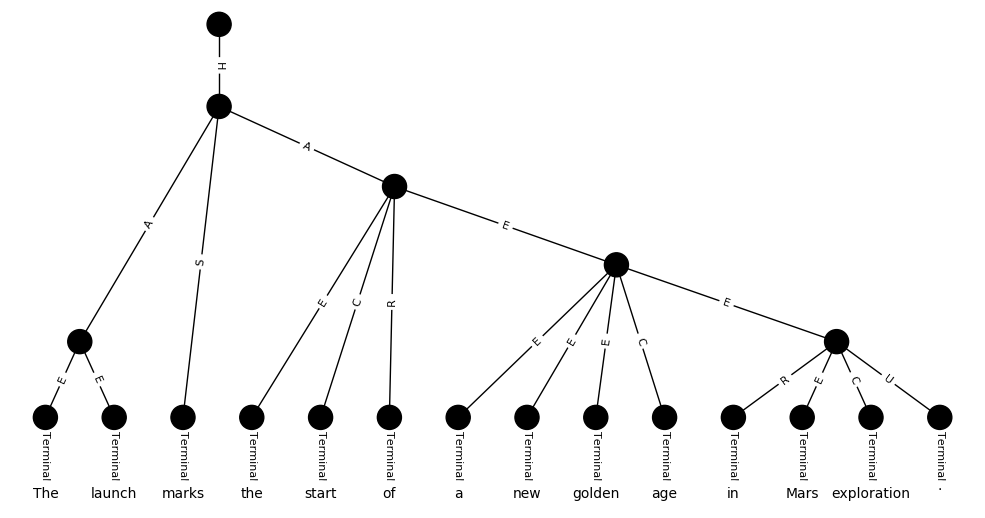 H
A
A
S
E
E
E
C
R
E
E
E
E
E
C
R
E
C
U
Terminal Terminal Terminal Terminal Terminal Terminal Terminal Terminal Terminal Terminal Terminal Terminal Terminal Terminal
The launch marks the start of a new golden age in Mars exploration .